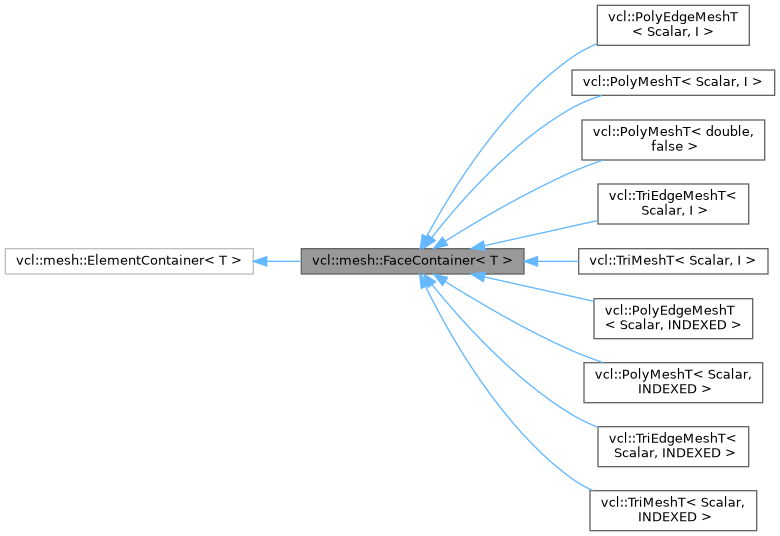 vcl::mesh::ElementContainer< T >
vcl::mesh::FaceContainer< T >
vcl::PolyEdgeMeshT
< Scalar, I >
vcl::PolyMeshT< Scalar, I >
vcl::PolyMeshT< double,
false >
vcl::TriEdgeMeshT<
Scalar, I >
vcl::TriMeshT< Scalar, I >
vcl::PolyEdgeMeshT
< Scalar, INDEXED >
vcl::PolyMeshT< Scalar,
INDEXED >
vcl::TriEdgeMeshT<
Scalar, INDEXED >
vcl::TriMeshT< Scalar,
INDEXED >